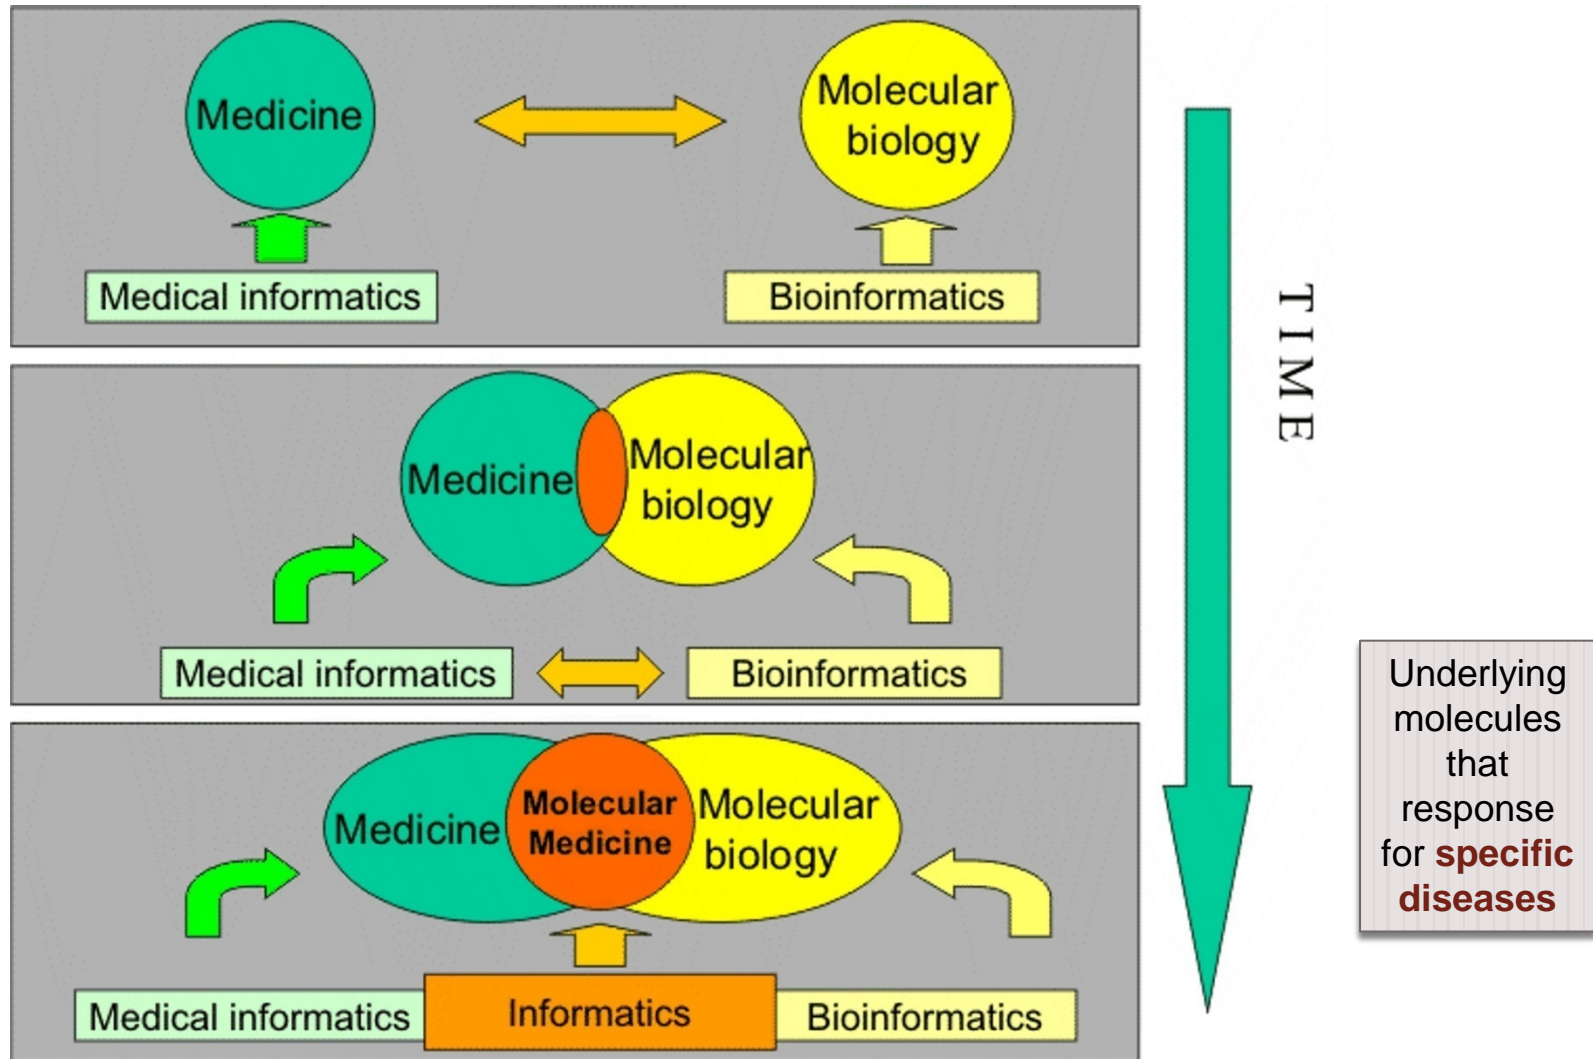 Medicine
Molecular
biology
Medical informatics
Bioinformatics
TIME
Medicine
Molecular
biology
Medical informatics
Bioinformatics
Medicine
Molecular
Medicine
Molecular
biology
Medical informatics
Informatics
Bioinformatics
Underlying
molecules
that
response
for specific
diseases